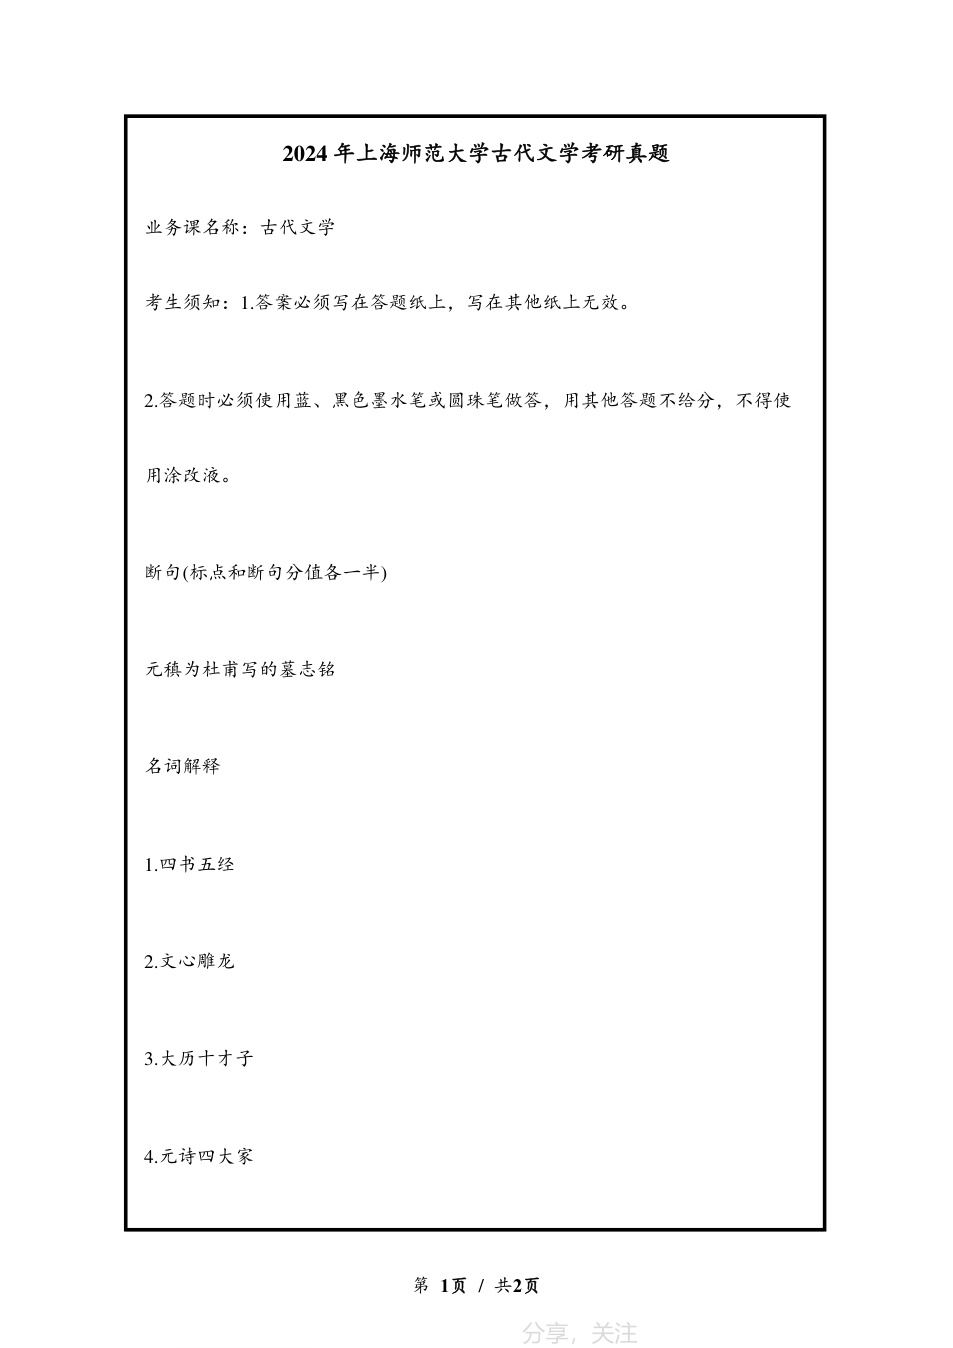 2024 年上海师范大学古代文学考研真题
业务课名称：古代文学
考生须知：1.答案必须写在答题纸上，写在其他纸上无效。
2.答题时必须使用蓝、黑色墨水笔或圆珠笔做答，用其他答题不给分，不得使
用涂改液。
断句(标点和断句分值各一半)
元稹为杜甫写的墓志铭
名词解释
1.四书五经
2.文心雕龙
3.大历十才子
4.元诗四大家
第 1页 / 共2页
分享，关注